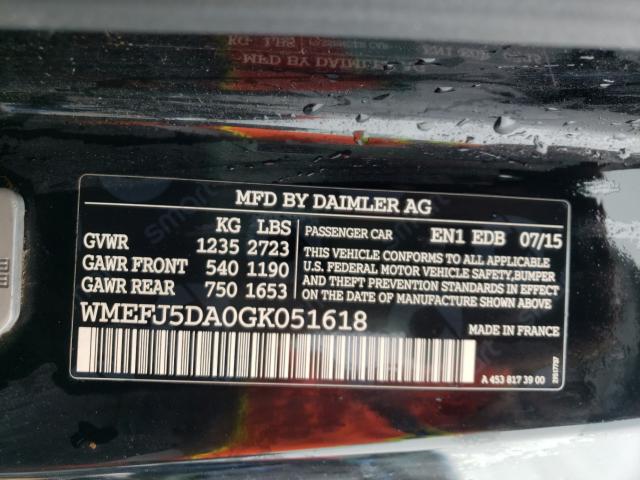 MFD BY DAIMLER AG
KG LBS
GVWR 1235 2723
GAWR FRONT 540 1190
GAWR REAR 750 1653
PASSENGER CAR EN1 EDB 07/15
THIS VEHICLE CONFORMS TO ALL APPLICABLE
U.S. FEDERAL MOTOR VEHICLE SAFETY, BUMPER
AND THEFT PREVENTION STANDARDS IN EFFECT
ON THE DATE OF MANUFACTURE SHOWN ABOVE.
WMEFJ5DA0GK051618
MADE IN FRANCE
A 453 817 39 00